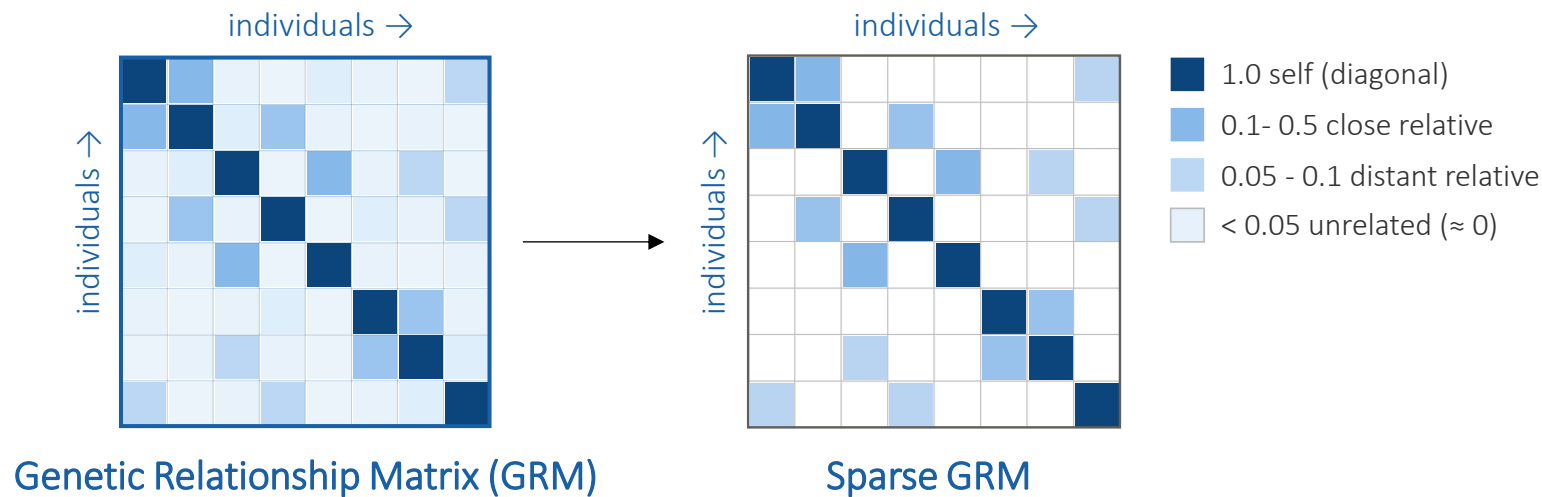 individuals →
individuals →
individuals →
individuals →
1.0 self (diagonal)
0.1- 0.5 close relative
0.05 - 0.1 distant relative
< 0.05 unrelated (≈ 0)
Genetic Relationship Matrix (GRM)
Sparse GRM